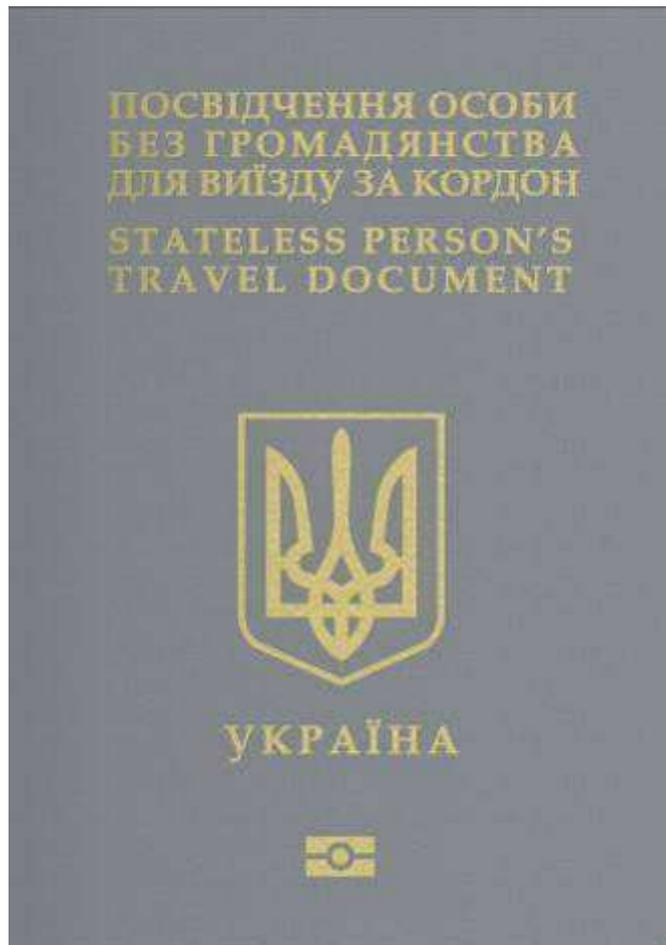 ПОСВІДЧЕННЯ ОСОБИ
БЕЗ ГРОМАДЯНСТВА
ДЛЯ ВИЇЗДУ ЗА КОРДОН
STATELESS PERSON'S
TRAVEL DOCUMENT
УКРАЇНА